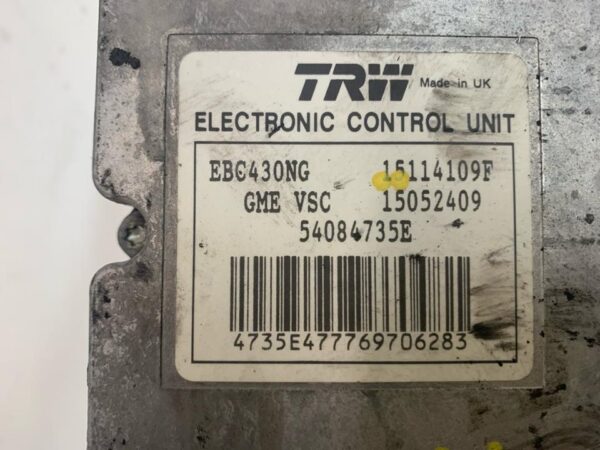 TRW Made in UK
ELECTRONIC CONTROL UNIT
EBC430NG 15114109F
GME VSC 15052409
54084735E
4735E477769706283